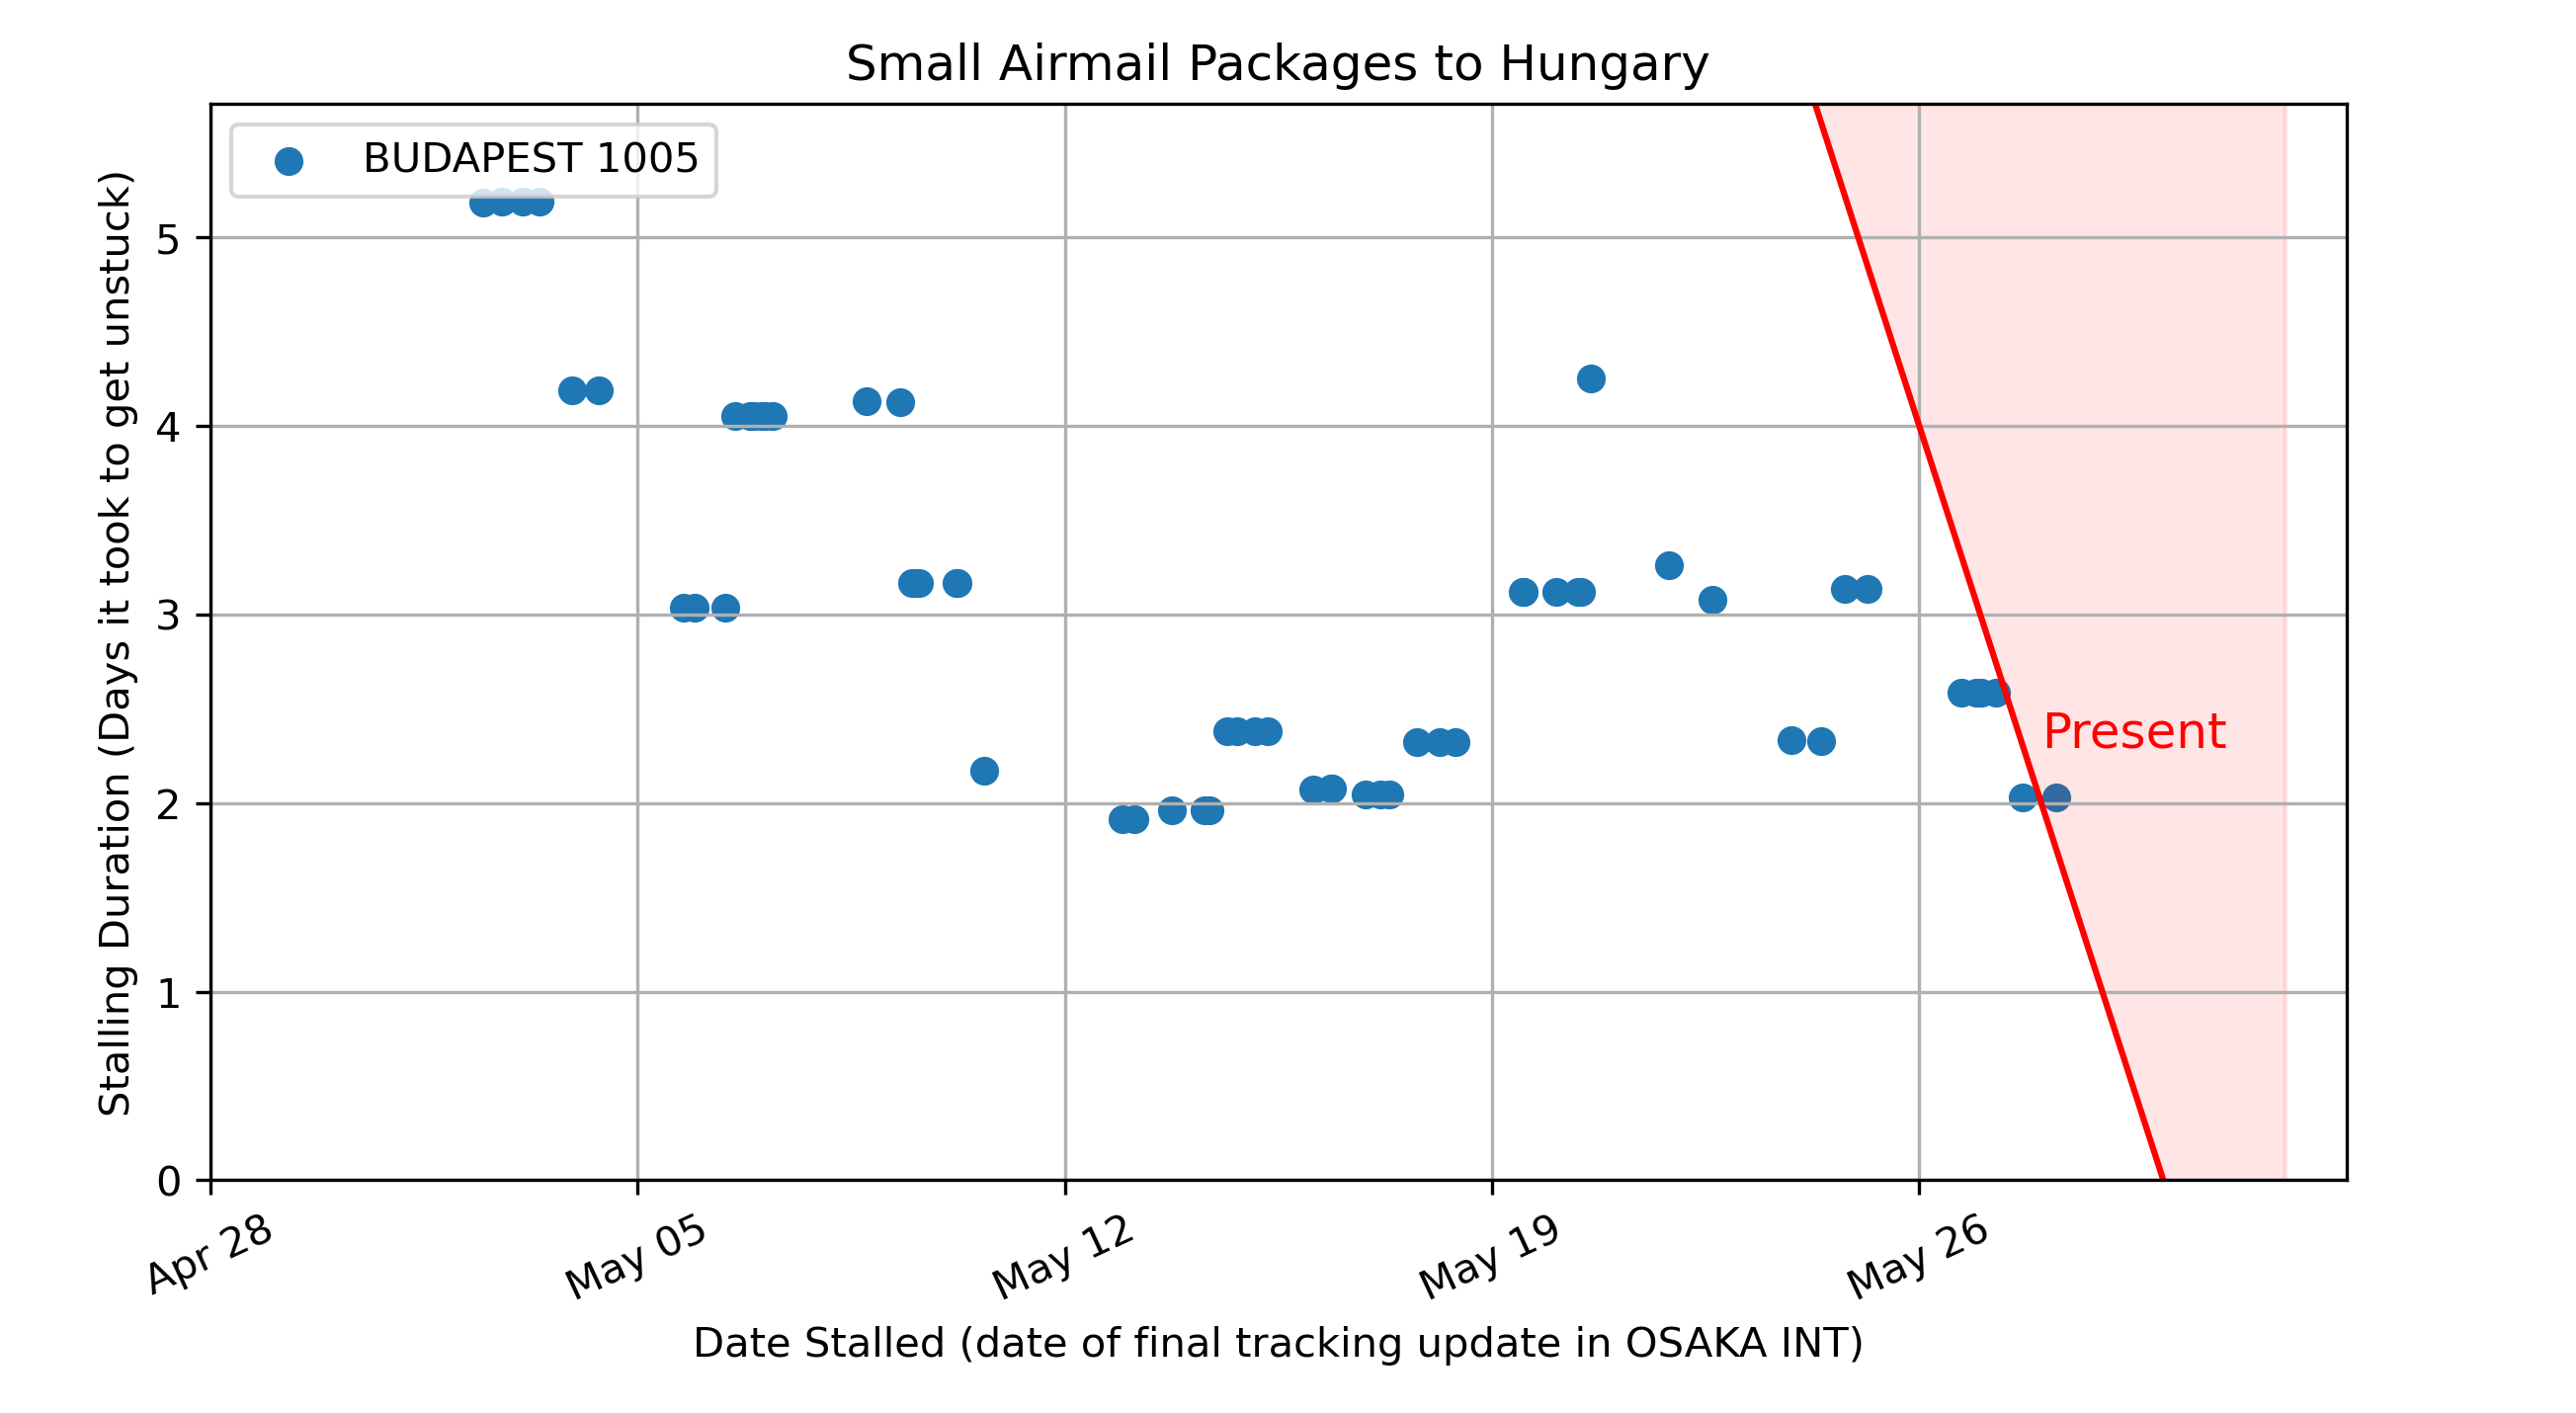 Small Airmail Packages to Hungary
BUDAPEST 1005
Stalling Duration (Days it took to get unstuck)
5
4
3
2
1
0
Present
Apr 28
May 05
May 12
May 19
May 26
Date Stalled (date of final tracking update in OSAKA INT)